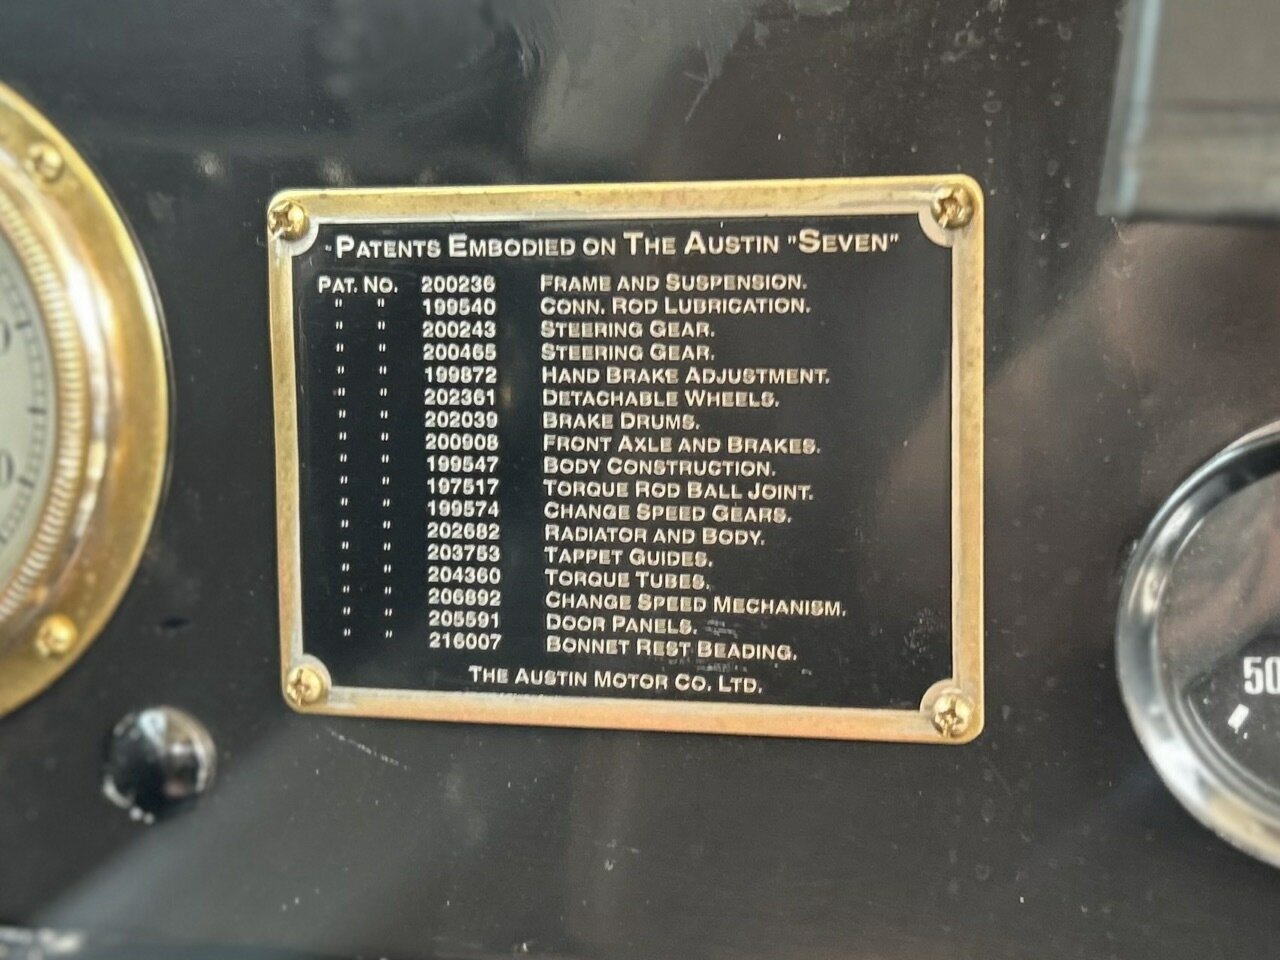 "Patents Embodied on The Austin "Seven"
Pat. No. 200236 Frame and Suspension.
" " 199540 Conn. Rod Lubrication.
" " 200243 Steering Gear.
" " 200465 Steering Gear.
" " 199872 Hand Brake Adjustment.
" " 202361 Detachable Wheels.
" " 202039 Brake Drums.
" " 200908 Front Axle and Brakes.
" " 199547 Body Construction.
" " 197517 Torque Rod Ball Joint.
" " 199574 Change Speed Gears.
" " 202682 Radiator and Body.
" " 203753 Tappet Guides.
" " 204360 Torque Tubes.
" " 206892 Change Speed Mechanism.
" " 205591 Door Panels.
" " 216007 Bonnet Rest Beading.
The Austin Motor Co. Ltd.
50